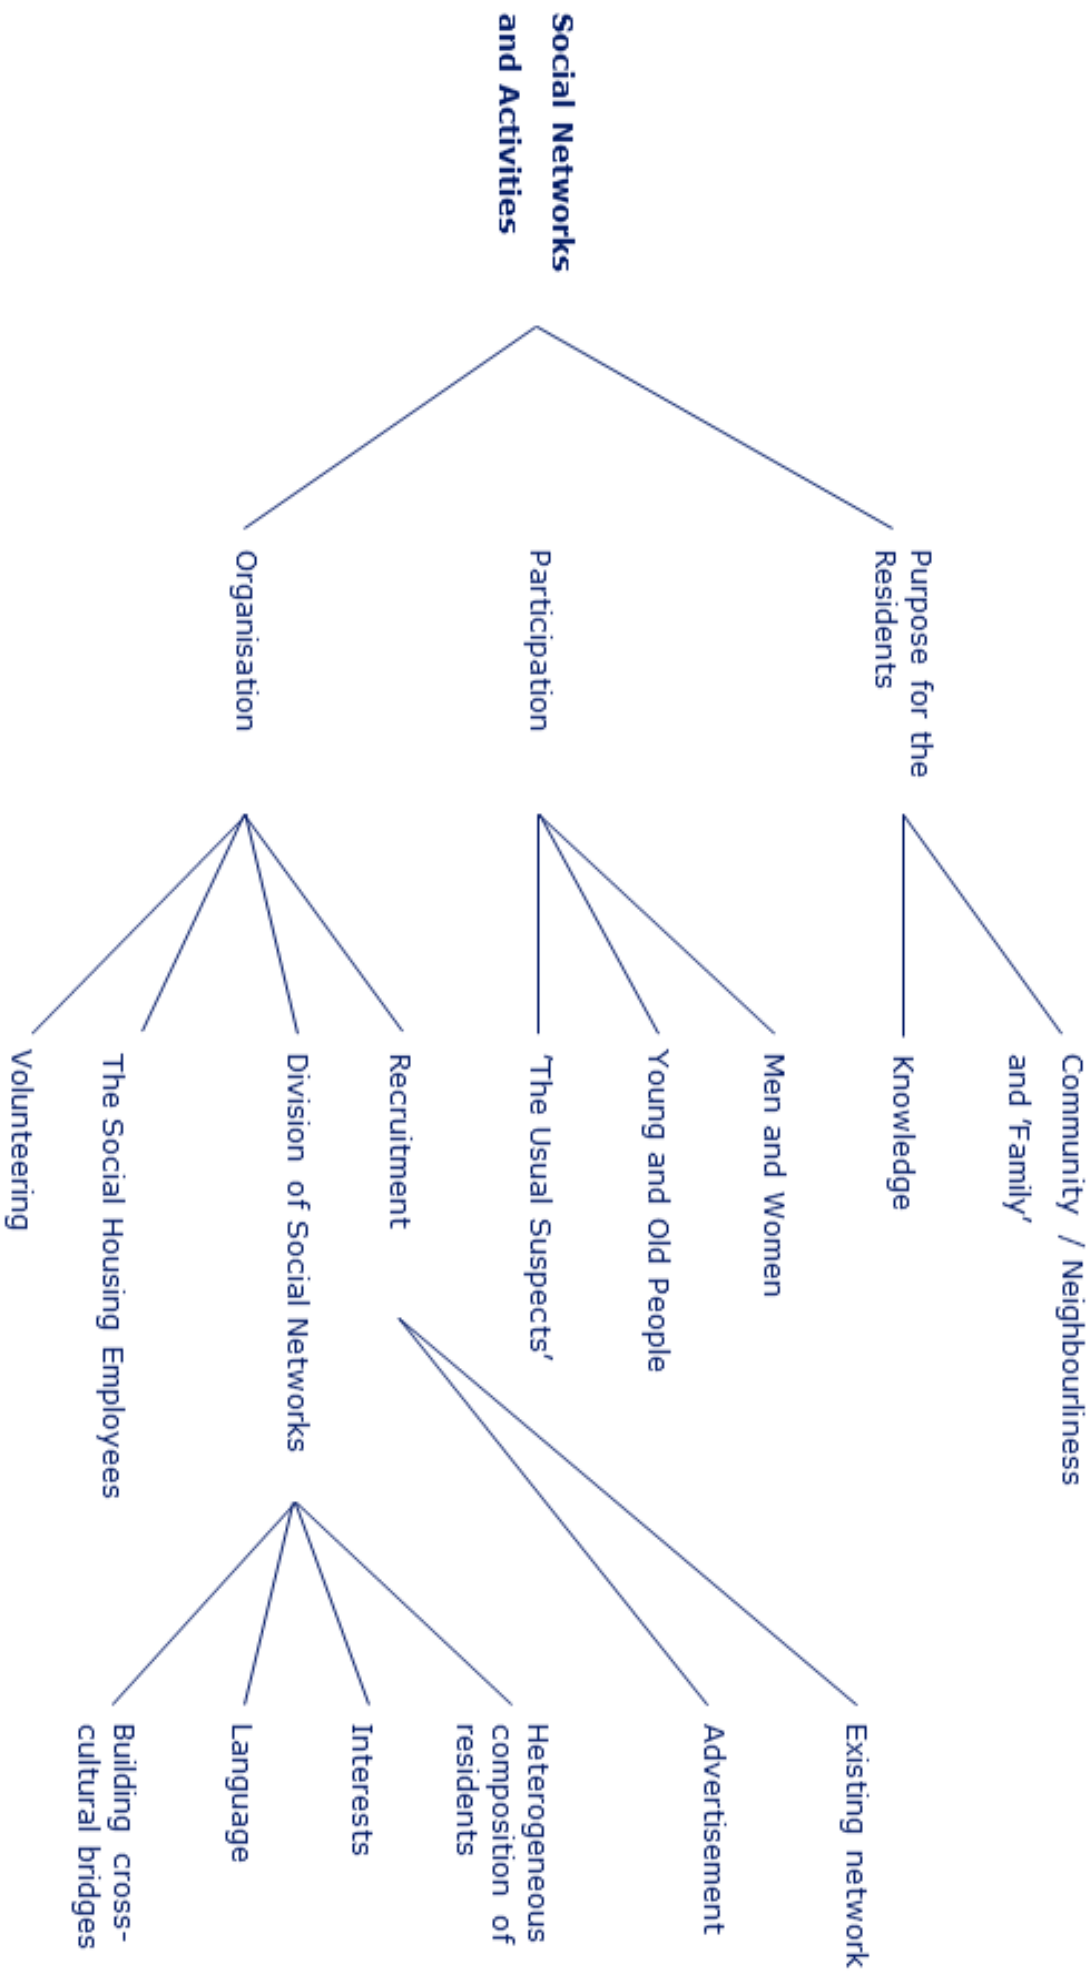 Social Networks
and Activities
Purpose for the
Residents
Participation
Organisation
Community / Neighbourliness
and 'Family'
Knowledge
Men and Women
Young and Old People
'The Usual Suspects'
Recruitment
Division of Social Networks
The Social Housing Employees
Volunteering
Existing network
Advertisement
Heterogeneous
composition of
residents
Interests
Language
Building cross-
cultural bridges